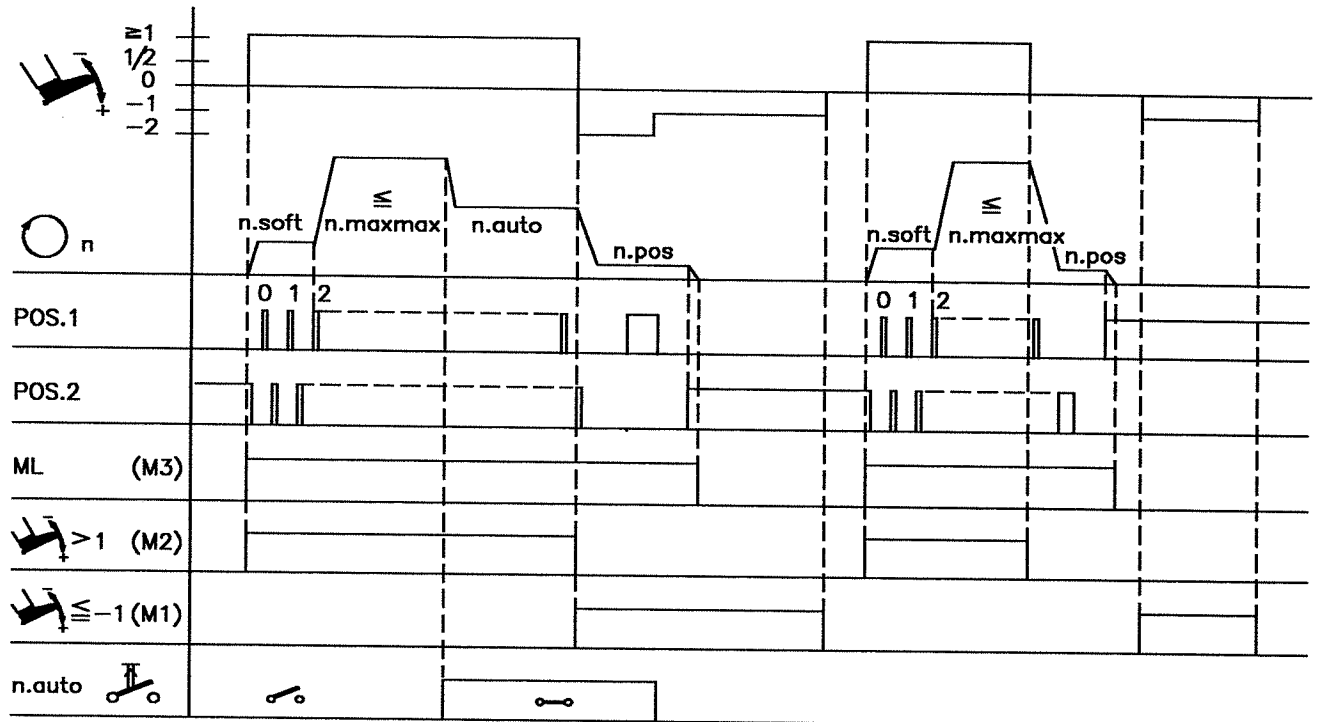 ≧1
1/2
0
−1
−2
− +
n
n.soft
≦
n.maxmax
n.auto
n.pos
n.soft
≦
n.maxmax
n.pos
POS.1
0 1 2
0 1 2
POS.2
ML (M3)
− + >1 (M2)
− + ≦−1 (M1)
n.auto